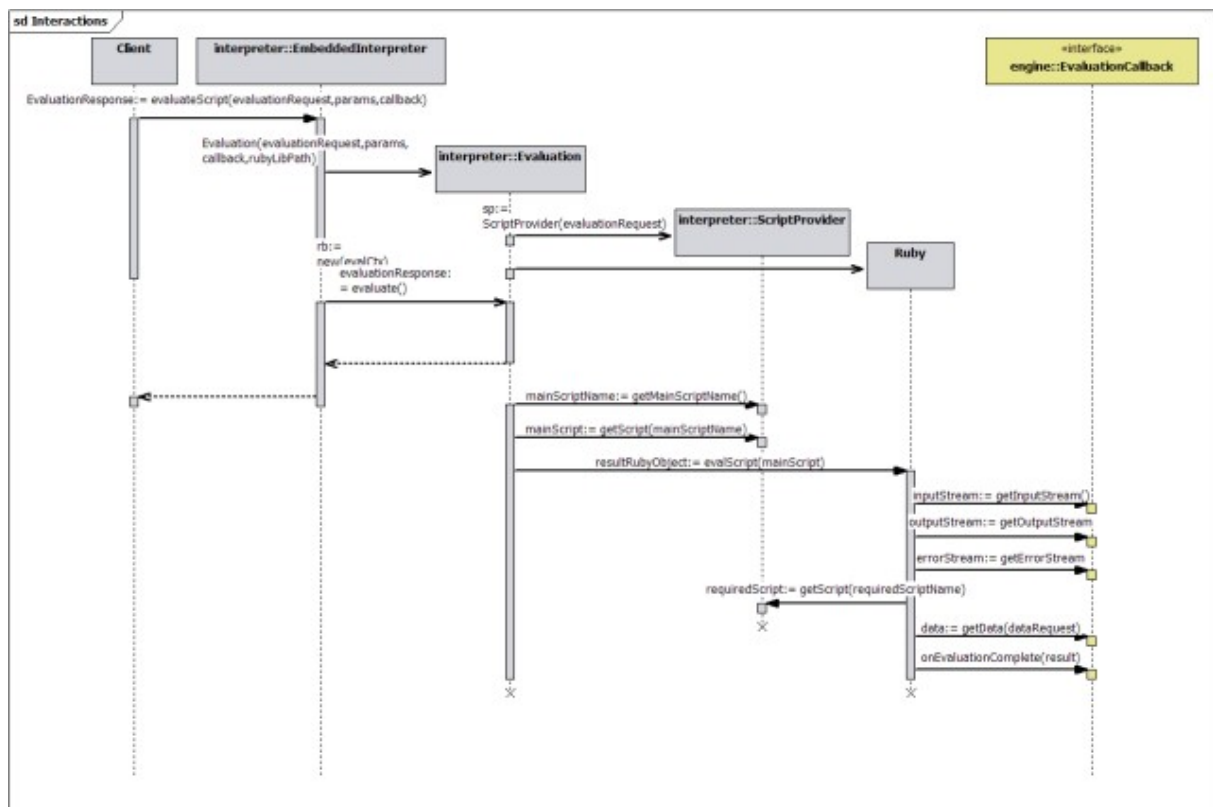 sd Interactions
Client
interpreter::EmbeddedInterpreter
«interface»
engine::EvaluationCallback
EvaluationResponse:= evaluateScript(evaluationRequest,params,callback)
Evaluation(evaluationRequest,params,
callback,rubyLibPath)
interpreter::Evaluation
sp:=
ScriptProvider(evaluationRequest)
interpreter::ScriptProvider
rb:=
new(evalCtx)
Ruby
evaluationResponse:
= evaluate()
mainScriptName:= getMainScriptName()
mainScript:= getScript(mainScriptName)
resultRubyObject:= evalScript(mainScript)
inputStream:= getInputStream()
outputStream:= getOutputStream
errorStream:= getErrorStream
requiredScript:= getScript(requiredScriptName)
data:= getData(dataRequest)
onEvaluationComplete(result)